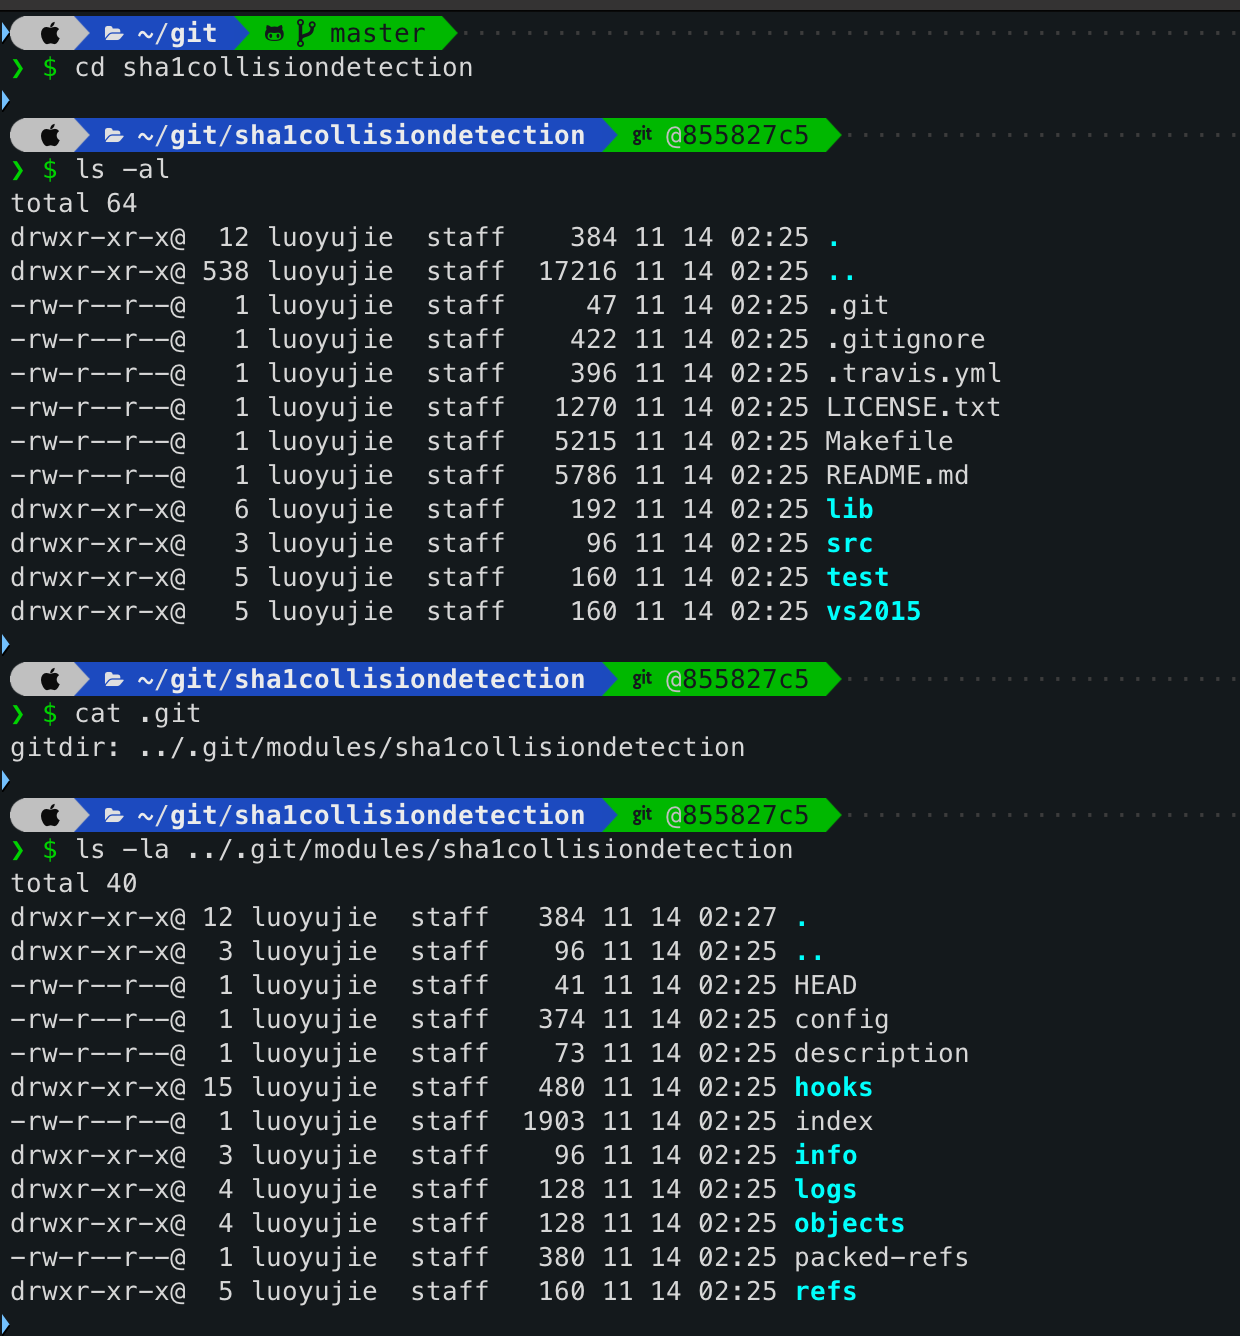 ~/git master
❯ $ cd sha1collisiondetection
~/git/sha1collisiondetection git @855827c5
❯ $ ls -al
total 64
drwxr-xr-x@  12 luoyujie  staff    384 11 14 02:25 .
drwxr-xr-x@ 538 luoyujie  staff  17216 11 14 02:25 ..
-rw-r--r--@   1 luoyujie  staff     47 11 14 02:25 .git
-rw-r--r--@   1 luoyujie  staff    422 11 14 02:25 .gitignore
-rw-r--r--@   1 luoyujie  staff    396 11 14 02:25 .travis.yml
-rw-r--r--@   1 luoyujie  staff   1270 11 14 02:25 LICENSE.txt
-rw-r--r--@   1 luoyujie  staff   5215 11 14 02:25 Makefile
-rw-r--r--@   1 luoyujie  staff   5786 11 14 02:25 README.md
drwxr-xr-x@   6 luoyujie  staff    192 11 14 02:25 lib
drwxr-xr-x@   3 luoyujie  staff     96 11 14 02:25 src
drwxr-xr-x@   5 luoyujie  staff    160 11 14 02:25 test
drwxr-xr-x@   5 luoyujie  staff    160 11 14 02:25 vs2015
~/git/sha1collisiondetection git @855827c5
❯ $ cat .git
gitdir: ../.git/modules/sha1collisiondetection
~/git/sha1collisiondetection git @855827c5
❯ $ ls -la ../.git/modules/sha1collisiondetection
total 40
drwxr-xr-x@ 12 luoyujie  staff   384 11 14 02:27 .
drwxr-xr-x@  3 luoyujie  staff    96 11 14 02:25 ..
-rw-r--r--@  1 luoyujie  staff    41 11 14 02:25 HEAD
-rw-r--r--@  1 luoyujie  staff   374 11 14 02:25 config
-rw-r--r--@  1 luoyujie  staff    73 11 14 02:25 description
drwxr-xr-x@ 15 luoyujie  staff   480 11 14 02:25 hooks
-rw-r--r--@  1 luoyujie  staff  1903 11 14 02:25 index
drwxr-xr-x@  3 luoyujie  staff    96 11 14 02:25 info
drwxr-xr-x@  4 luoyujie  staff   128 11 14 02:25 logs
drwxr-xr-x@  4 luoyujie  staff   128 11 14 02:25 objects
-rw-r--r--@  1 luoyujie  staff   380 11 14 02:25 packed-refs
drwxr-xr-x@  5 luoyujie  staff   160 11 14 02:25 refs